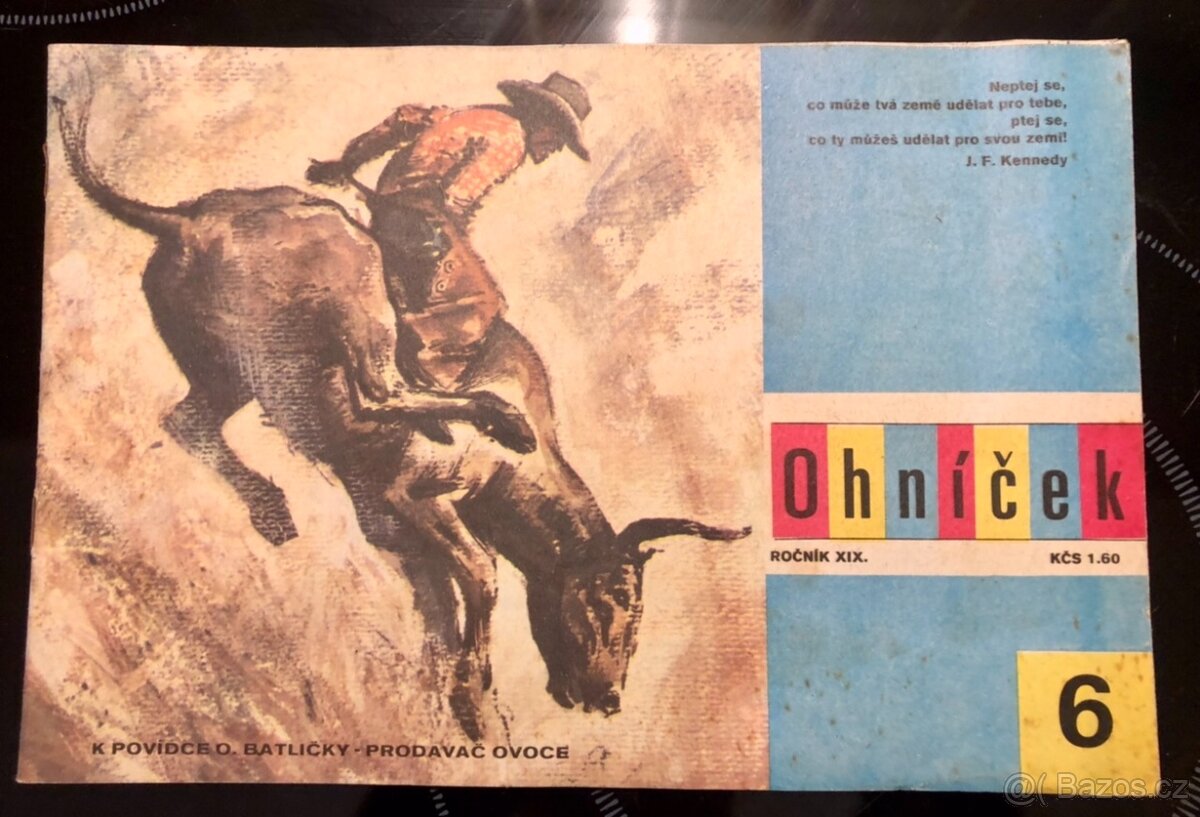 Neptej se,
co může tvá země udělat pro tebe,
ptej se,
co ty můžeš udělat pro svou zemi!
J. F. Kennedy
Ohníček
ROČNÍK XIX.
KČS 1.60
6
K POVÍDCE O. BATLIČKY - PRODAVAČ OVOCE
@( Bazos.cz